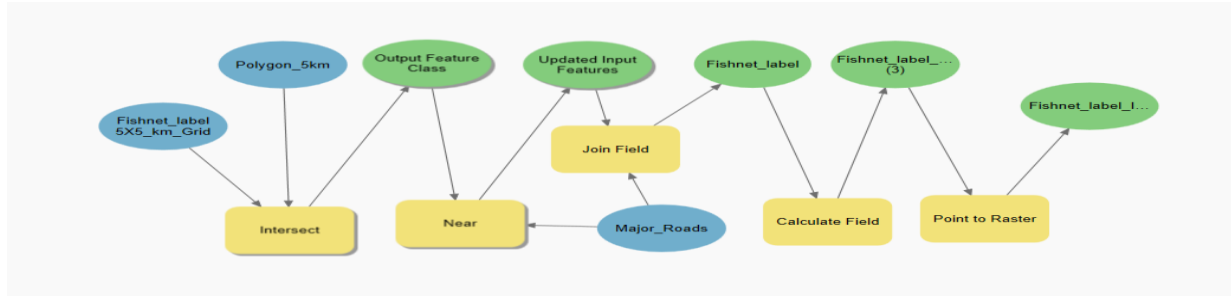 Polygon_5km
Output Feature
Class
Updated Input
Features
Fishnet_label
Fishnet_label_...
(3)
Fishnet_label_l...
Fishnet_label
5X5_km_Grid
Join Field
Intersect
Near
Major_Roads
Calculate Field
Point to Raster